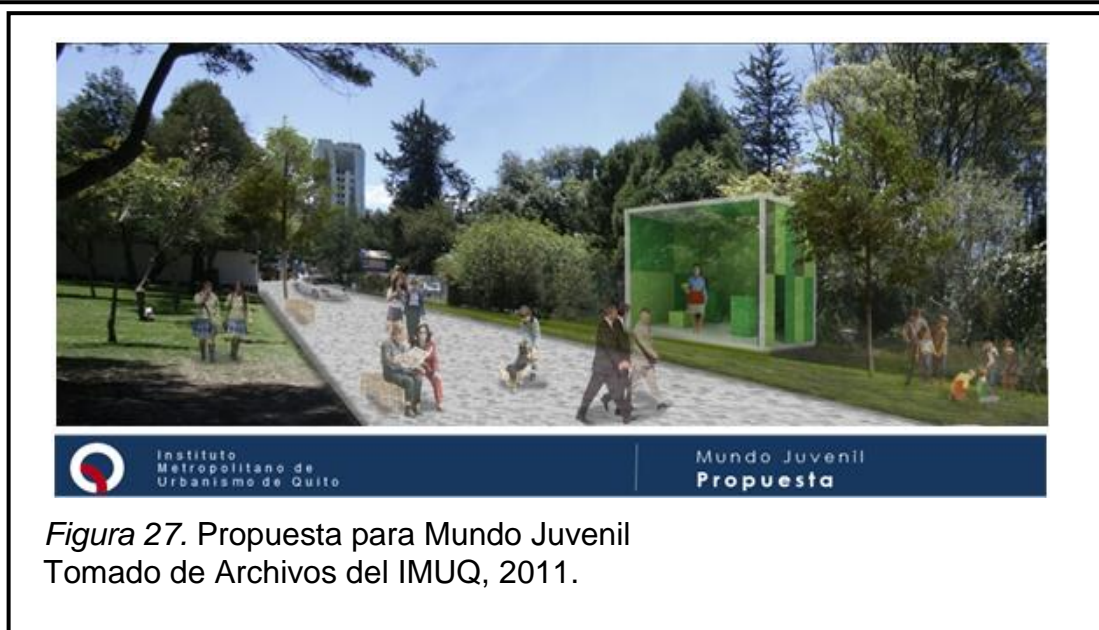 Instituto
Metropolitano de
Urbanismo de Quito
Mundo Juvenil
Propuesta
Figura 27. Propuesta para Mundo Juvenil
Tomado de Archivos del IMUQ, 2011.